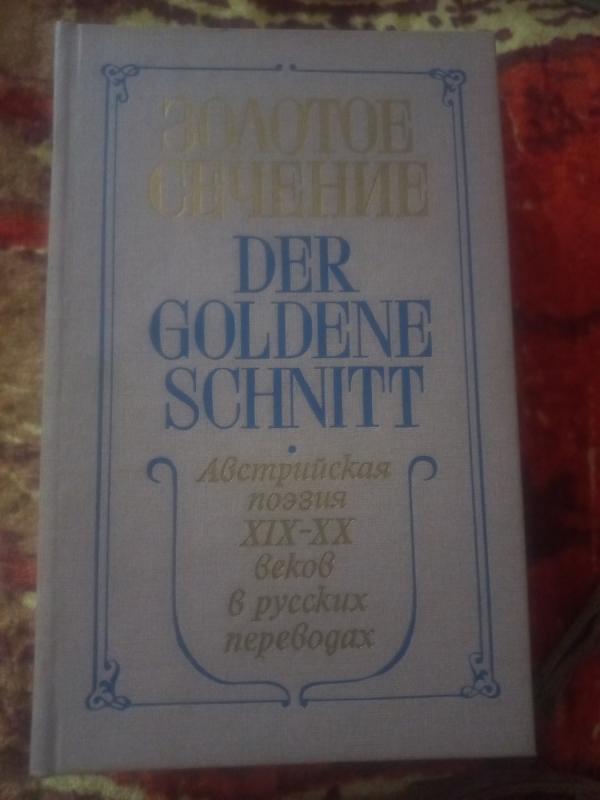 ЗОЛОТОЕ
СЕЧЕНИЕ
DER
GOLDENE
SCHNITT
Австрийская
поэзия
XIX-XX
веков
в русских
переводах